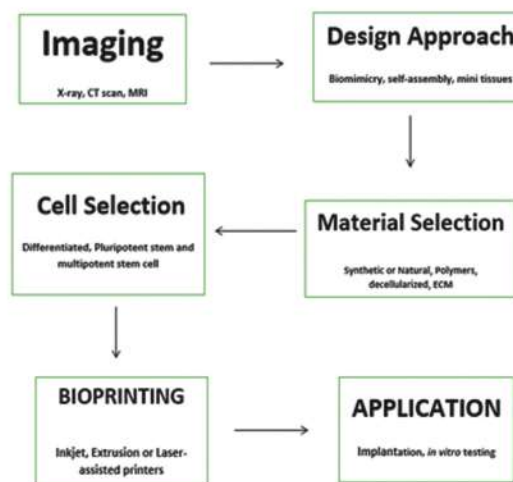 Imaging
X-ray, CT scan, MRI
Design Approach
Biomimicry, self-assembly, mini tissues
Material Selection
Synthetic or Natural, Polymers,
decellularized, ECM
Cell Selection
Differentiated, Pluripotent stem and
multipotent stem cell
BIOPRINTING
Inkjet, Extrusion or Laser-
assisted printers
APPLICATION
Implantation, in vitro testing